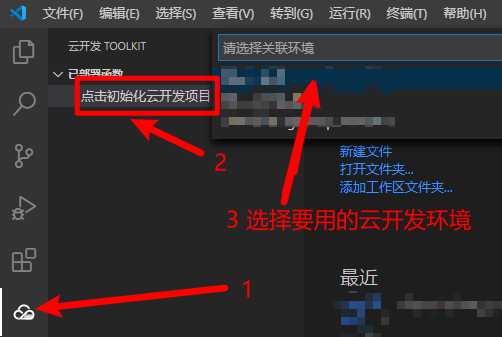 文件(F) 编辑(E) 选择(S) 查看(V) 转到(G) 运行(R) 终端(T) 帮助(H)
云开发 TOOLKIT
请选择关联环境
已部署函数
点击初始化云开发项目
2
新建文件
打开文件夹...
添加工作区文件夹...
3 选择要用的云开发环境
最近
1